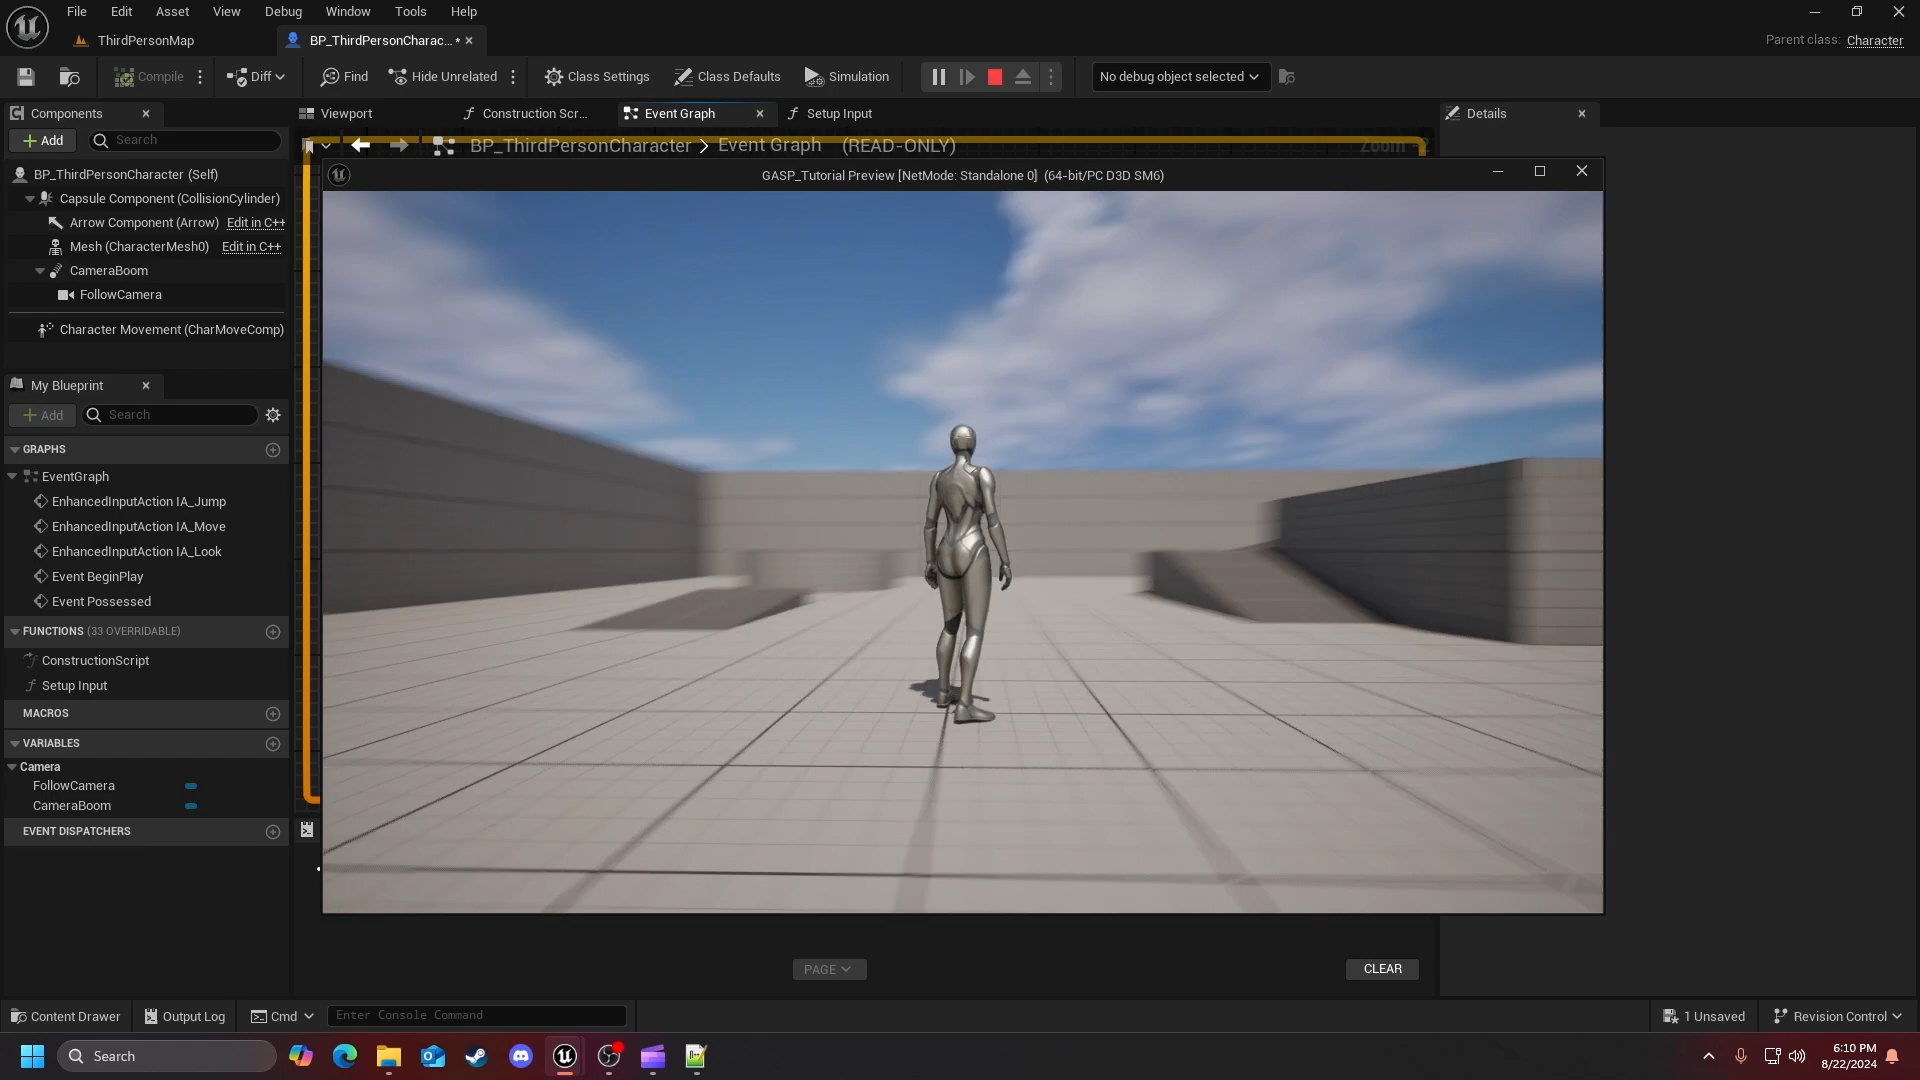 File Edit Asset View Debug Window Tools Help
ThirdPersonMap
BP_ThirdPersonCharac... •
Parent class: Character
Compile
Diff
Find
Hide Unrelated
Class Settings
Class Defaults
Simulation
No debug object selected
Components
Viewport
Construction Scr...
Event Graph
Setup Input
Details
Add
Search
BP_ThirdPersonCharacter > Event Graph (READ-ONLY)
Zoom
BP_ThirdPersonCharacter (Self)
GASP_Tutorial Preview [NetMode: Standalone 0] (64-bit/PC D3D SM6)
Capsule Component (CollisionCylinder)
Arrow Component (Arrow) Edit in C++
Mesh (CharacterMesh0) Edit in C++
CameraBoom
FollowCamera
Character Movement (CharMoveComp)
My Blueprint
Add
Search
GRAPHS
EventGraph
EnhancedInputAction IA_Jump
EnhancedInputAction IA_Move
EnhancedInputAction IA_Look
Event BeginPlay
Event Possessed
FUNCTIONS (33 OVERRIDABLE)
ConstructionScript
Setup Input
MACROS
VARIABLES
Camera
FollowCamera
CameraBoom
EVENT DISPATCHERS
PAGE
CLEAR
Content Drawer
Output Log
Cmd
Enter Console Command
1 Unsaved
Revision Control
Search
6:10 PM
8/22/2024